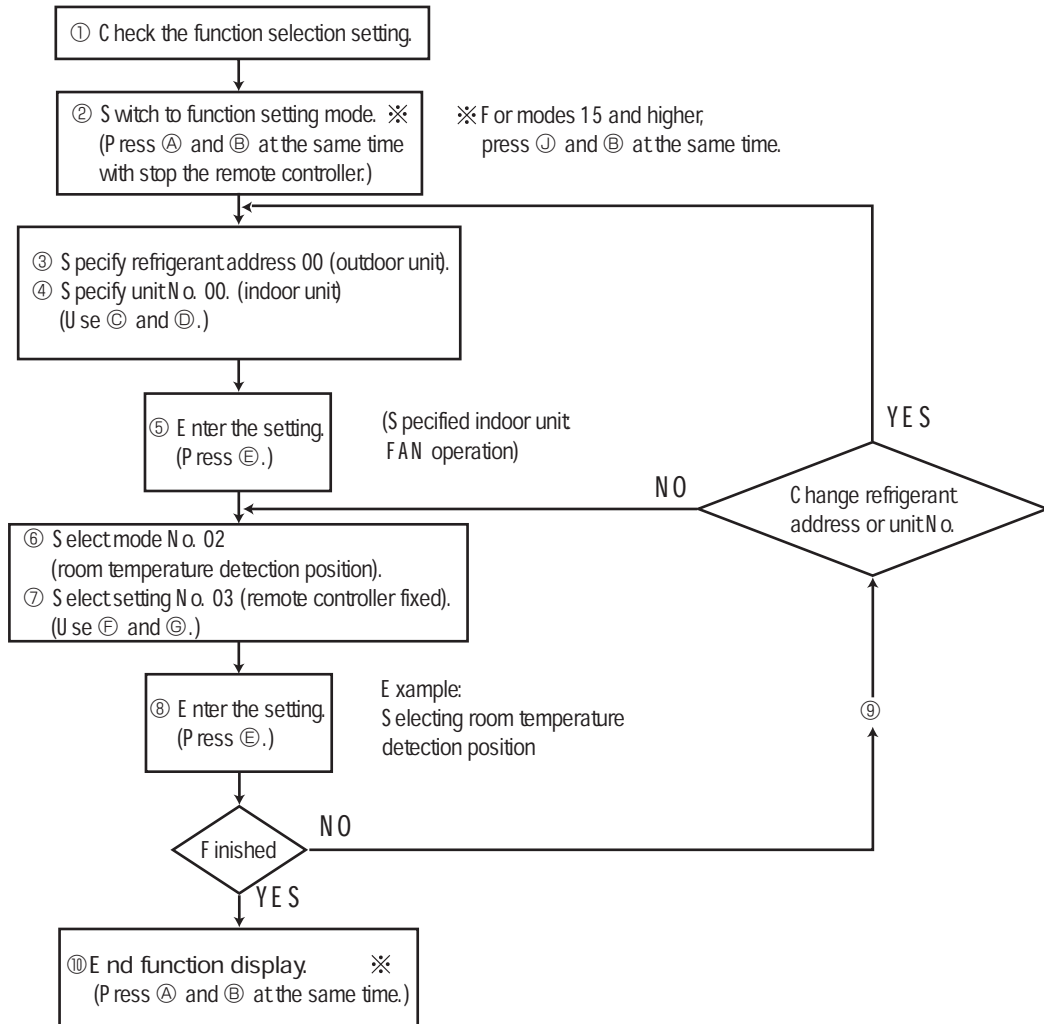 ① Check the function selection setting.
② Switch to function setting mode. ※
(Press Ⓐ and Ⓑ at the same time
with stop the remote controller.)
※ For modes 15 and higher,
press Ⓙ and Ⓑ at the same time.
③ Specify refrigerant address 00 (outdoor unit).
④ Specify unit No. 00. (indoor unit)
(Use Ⓒ and Ⓓ.)
⑤ Enter the setting.
(Press Ⓔ.)
(Specified indoor unit.
FAN operation)
YES
NO
Change refrigerant
address or unit No.
⑥ Select mode No. 02
(room temperature detection position).
⑦ Select setting No. 03 (remote controller fixed).
(Use Ⓕ and Ⓖ.)
⑧ Enter the setting.
(Press Ⓔ.)
Example:
Selecting room temperature
detection position
⑨
Finished
NO
YES
⑩ End function display. ※
(Press Ⓐ and Ⓑ at the same time.)